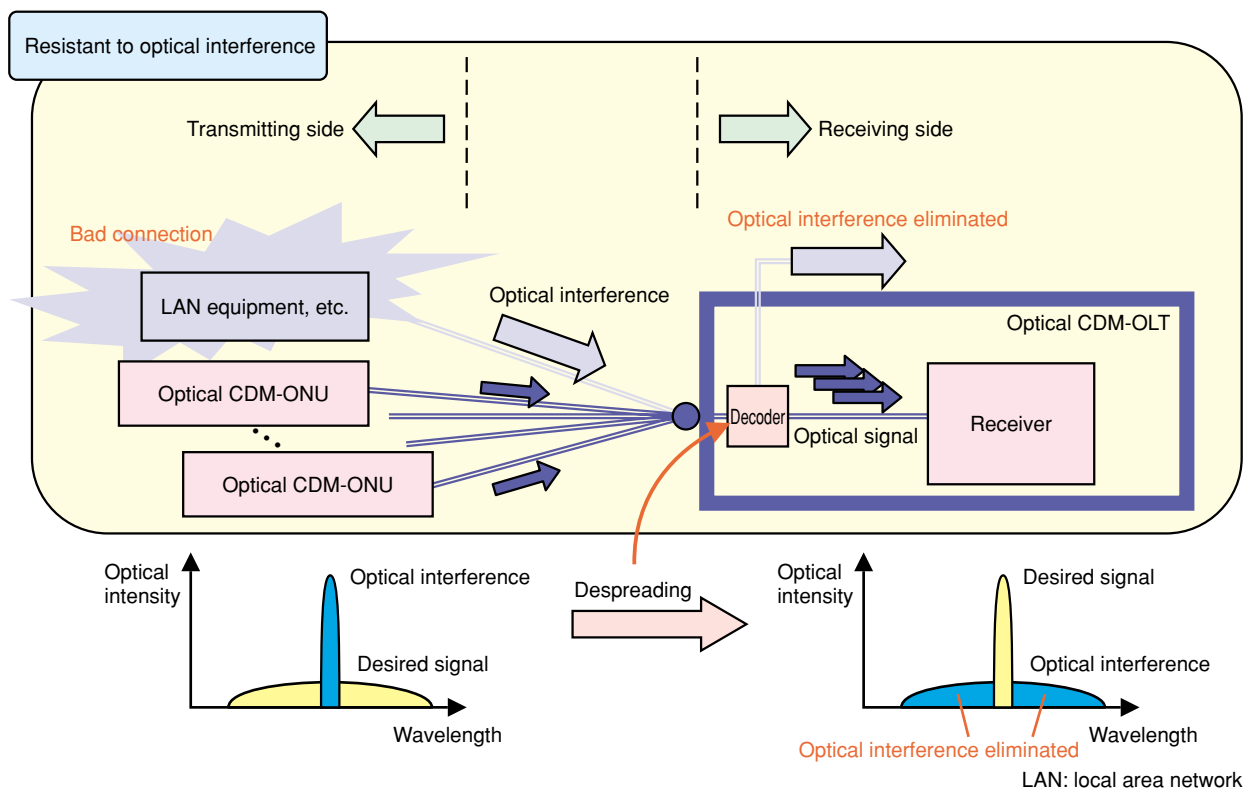 Resistant to optical interference
Transmitting side
Receiving side
Bad connection
Optical interference eliminated
LAN equipment, etc.
Optical interference
Optical CDM-OLT
Optical CDM-ONU
Decoder
Optical signal
Receiver
Optical CDM-ONU
Optical
intensity
Optical interference
Desired signal
Wavelength
Despreading
Optical
intensity
Desired signal
Optical interference
Wavelength
Optical interference eliminated
LAN: local area network